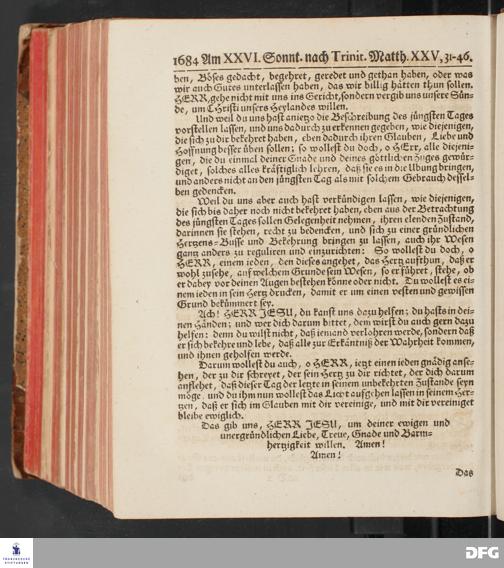 1684 Am XXVI. Sonnt. nach Trinit. Matth. XXV, 31-46.
ben, Böses gedacht, begehret, geredet und gethan haben, oder was
wir auch Gutes unterlassen haben, das wir billig hätten thun sollen.
HERR, gehe nicht mit uns ins Gericht, sondern vergib uns unsere Sün-
de, um Christi unsers Heylandes willen.
Und weil du uns hast anietzo die Beschreibung des jüngsten Tages
vorstellen lassen, und uns dadurch zu erkennen gegeben, wie diejenigen,
die sich zu dir bekehret haben, eben dadurch ihren Glauben, Liebe und
Hoffnung besser üben sollen; so wollest du doch, o HErr, alle diejeni-
gen, die du einmal deiner Gnade und deines göttlichen Zuges gewür-
diget, solches alles kräftiglich lehren, daß sie es in die Ubung bringen,
und anders nicht an den jüngsten Tag als mit solchem Gebrauch dessel-
ben gedencken.
Weil du uns aber auch hast verkündigen lassen, wie diejenigen,
die sich bis daher noch nicht bekehret haben, eben aus der Betrachtung
des jüngsten Tages sollen Gelegenheit nehmen, ihren elenden Zustand,
darinnen sie stehen, recht zu bedencken, und sich zu einer gründlichen
Hertzens-Busse und Bekehrung bringen zu lassen, auch ihr Wesen
gantz anders zu reguliren und einzurichten: So wollest du doch, o
HERR, einem ieden, den dieses angehet, das Hertz aufthun, daß er
wohl zusehe, auf welchem Grunde sein Wesen, so er führet, stehe, ob
er dabey vor deinen Augen bestehen könne oder nicht. Du wollest es ei-
nem ieden in sein Hertz drucken, damit er um einen vesten und gewissen
Grund bekümmert sey.
Ach! HERR JESU, du kanst uns dazu helfen; du hasts in dei-
nen Händen; und wer dich darum bittet, dem wirst du auch gern dazu
helfen: denn du wilst nicht, daß iemand verlohren werde, sondern daß
er sich bekehre und lebe, daß alle zur Erkäntniß der Wahrheit kommen,
und ihnen geholfen werde.
Darum wollest du auch, o HERR, ietzt einen ieden gnädig anse-
hen, der zu dir schreyet, der sein Hertz zu dir richtet, der dich darum
anflehet, daß dieser Tag der letzte in seinem unbekehrten Zustande seyn
möge, und du ihm nun wollest das Licht aufgehen lassen in seinem Her-
tzen, daß er sich im Glauben mit dir vereinige, und mit dir vereiniget
bleibe ewiglich.
Das gib uns, HERR JESU, um deiner ewigen und
unergründlichen Liebe, Treue, Gnade und Barm-
hertzigkeit willen. Amen!
Amen!
Das
FRANCKESCHE
STIFTUNGEN
DFG